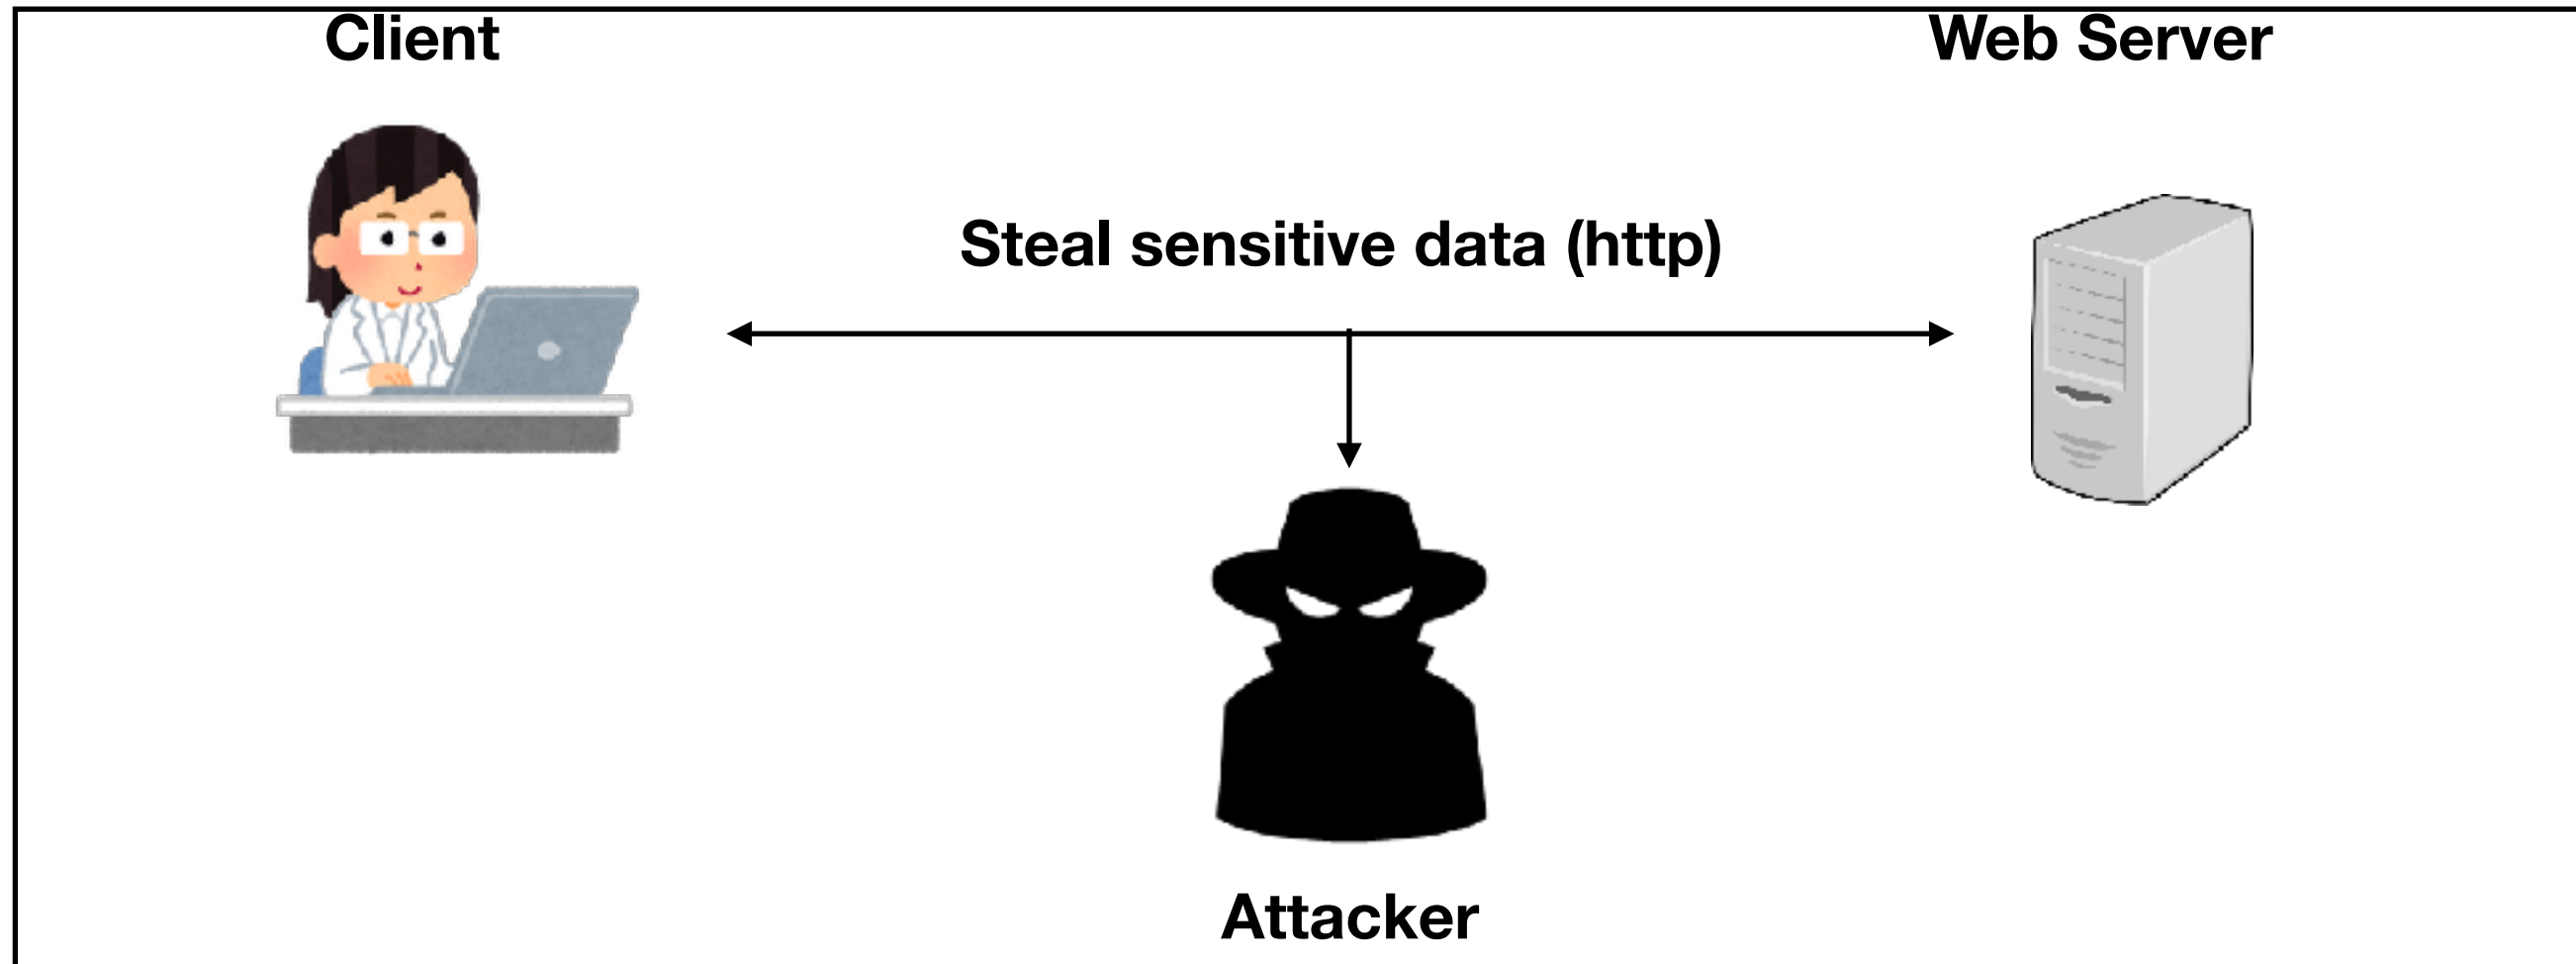 Client
Web Server
Steal sensitive data (http)
Attacker